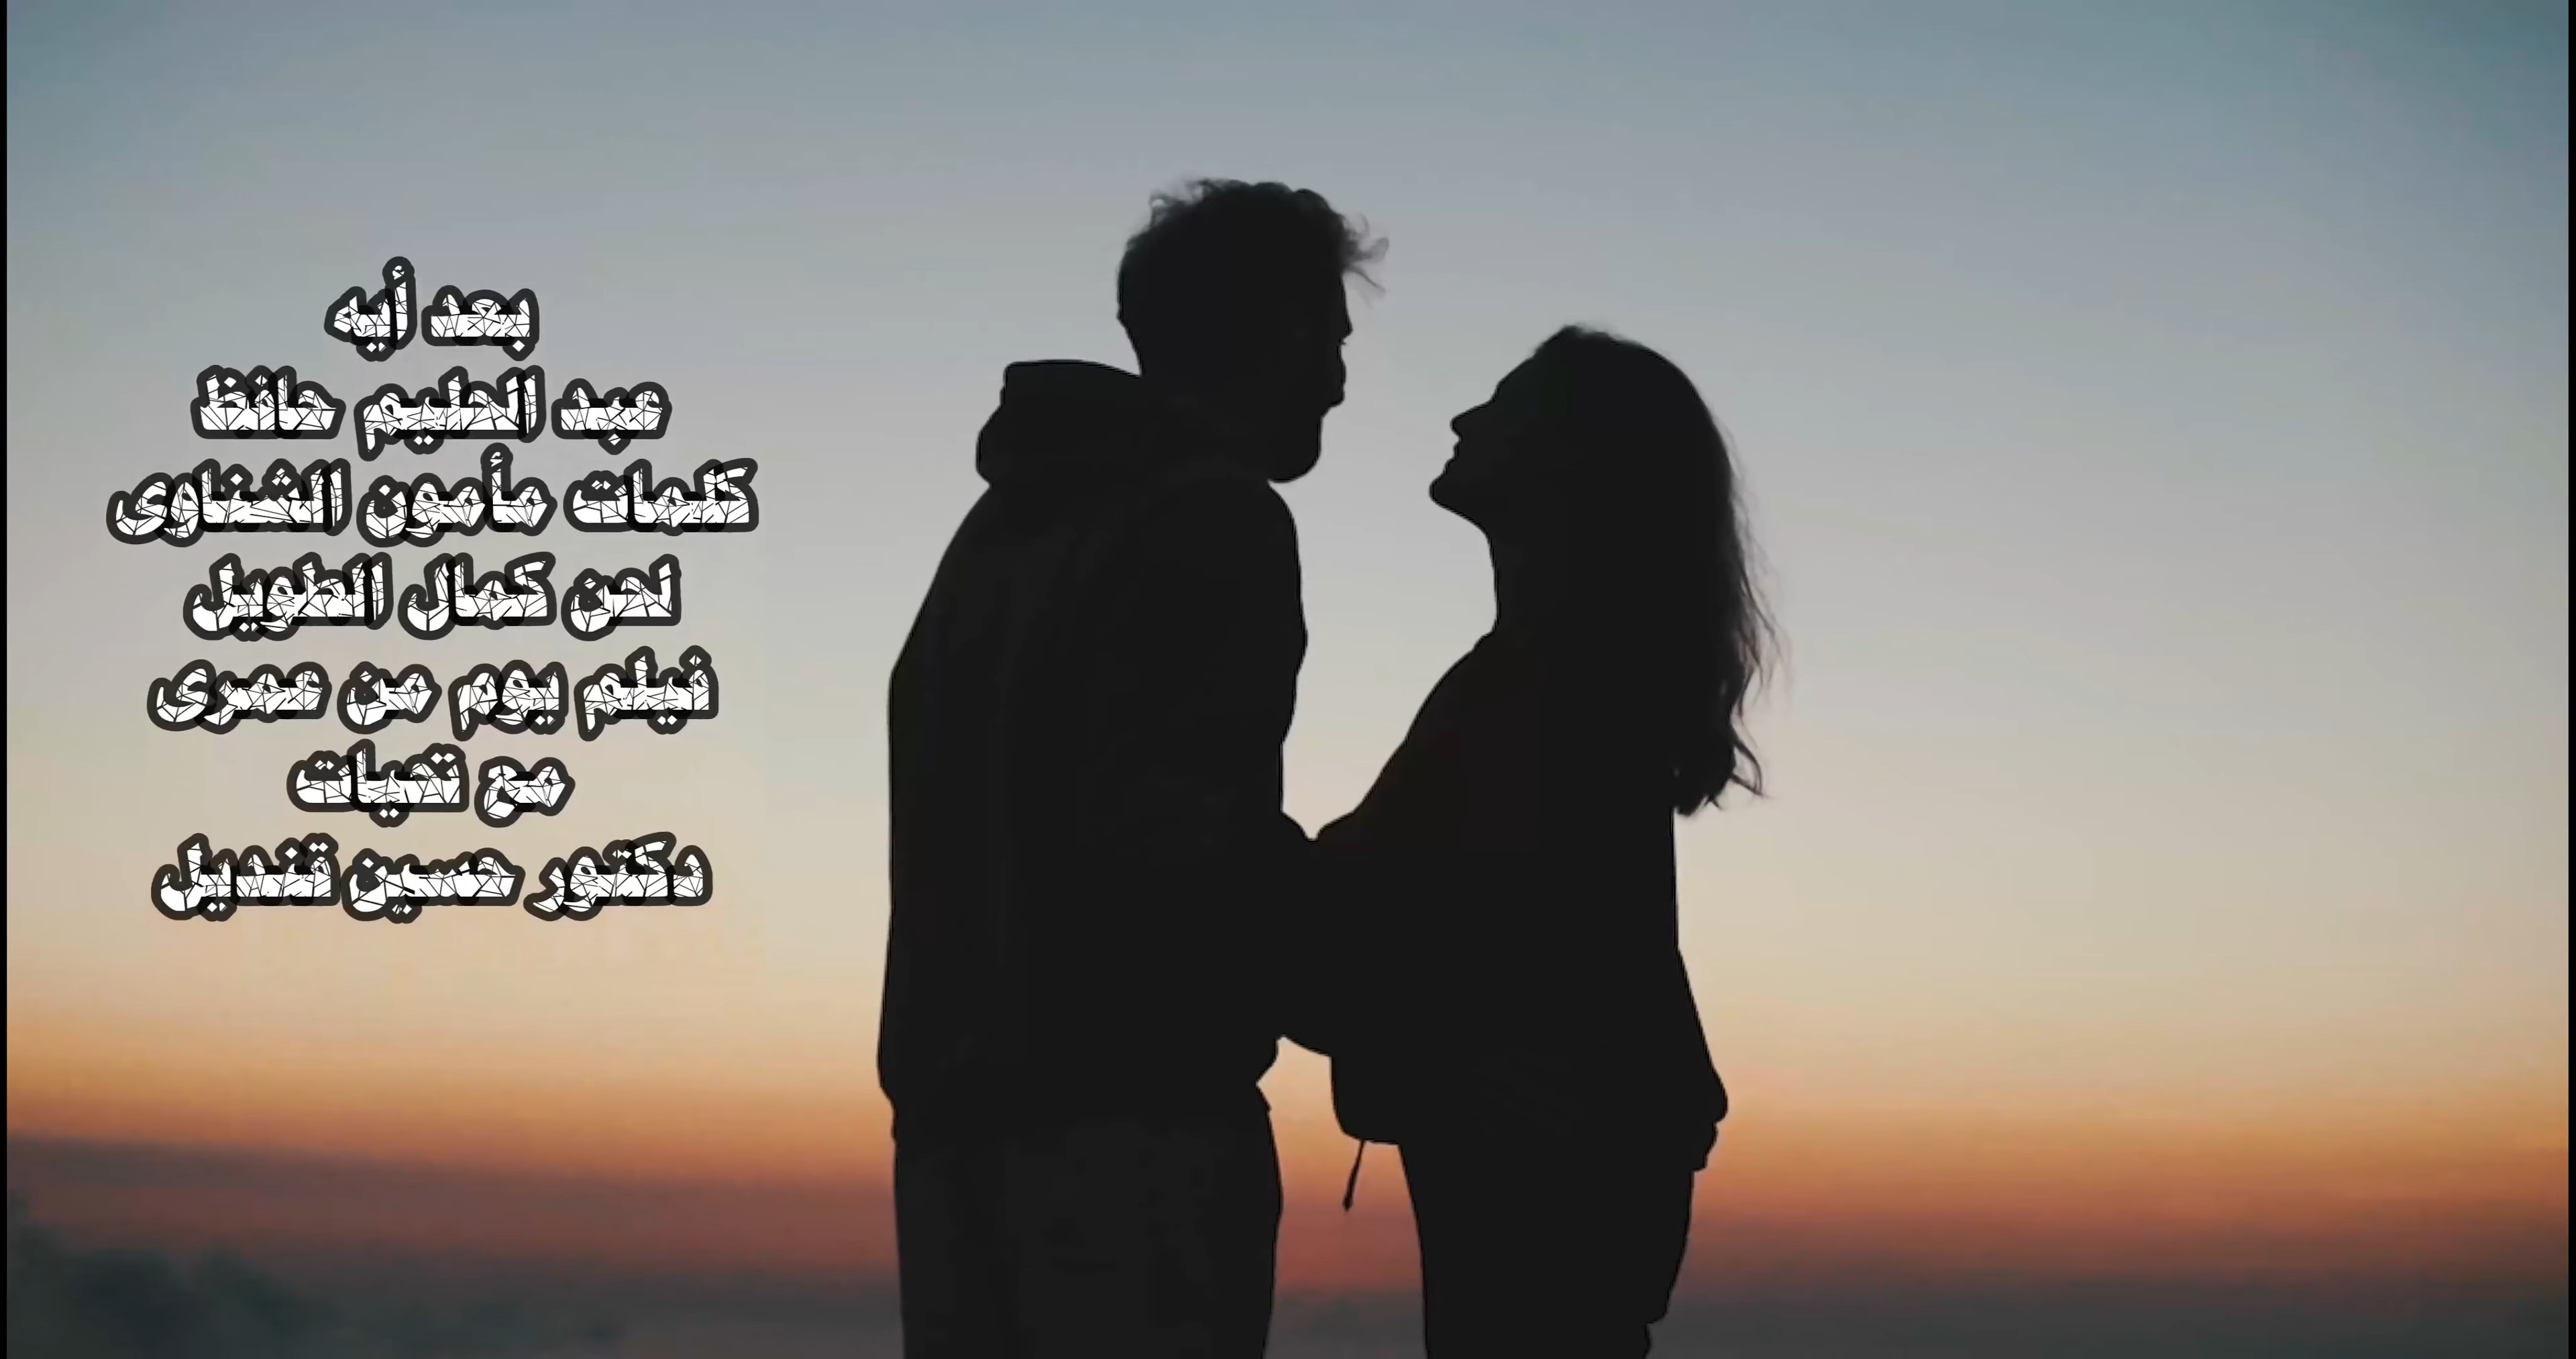 بعد أيه
عبد الحليم حافظ
كلمات مأمون الشناوى
لحن كمال الطويل
فيلم يوم من عمرى
مع تحيات
دكتور حسين قنديل